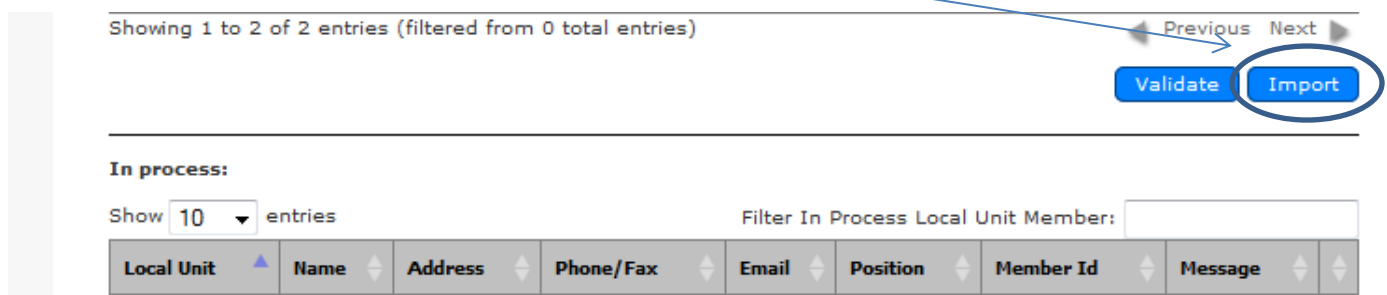 Showing 1 to 2 of 2 entries (filtered from 0 total entries) Previous Next
Validate Import
In process:
Show 10 entries Filter In Process Local Unit Member:
Local Unit Name Address Phone/Fax Email Position Member Id Message